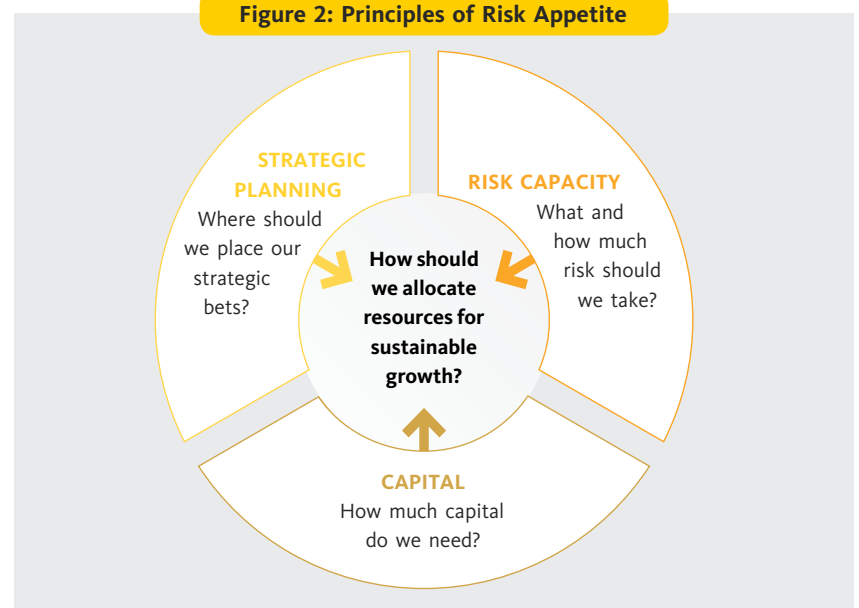 Figure 2: Principles of Risk Appetite
STRATEGIC
PLANNING
Where should
we place our
strategic
bets?
RISK CAPACITY
What and
how much
risk should
we take?
How should
we allocate
resources for
sustainable
growth?
CAPITAL
How much capital
do we need?